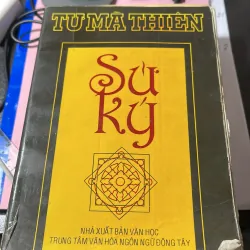 TƯ MÃ THIÊN
Sử
ký
NHÀ XUẤT BẢN VĂN HỌC
TRUNG TÂM VĂN HÓA NGÔN NGỮ ĐÔNG TÂY